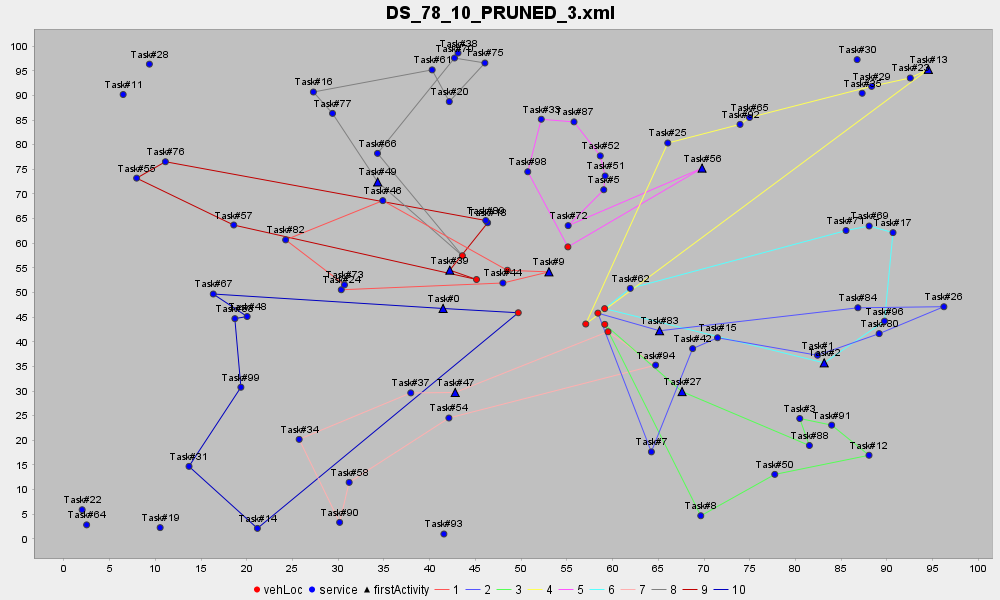 DS_78_10_PRUNED_3.xml
100
95
90
85
80
75
70
65
60
55
50
45
40
35
30
25
20
15
10
5
0
Task#28
Task#11
Task#38
Task#61
Task#75
Task#20
Task#16
Task#77
Task#66
Task#49
Task#46
Task#76
Task#55
Task#57
Task#82
Task#73
Task#24
Task#39
Task#44
Task#9
Task#33
Task#87
Task#52
Task#51
Task#5
Task#98
Task#72
Task#56
Task#30
Task#13
Task#29
Task#65
Task#25
Task#71
Task#69
Task#17
Task#62
Task#84
Task#26
Task#96
Task#80
Task#83
Task#15
Task#42
Task#1
Task#2
Task#94
Task#27
Task#67
Task#0
Task#48
Task#99
Task#37
Task#47
Task#54
Task#34
Task#31
Task#58
Task#90
Task#14
Task#93
Task#22
Task#64
Task#19
Task#7
Task#3
Task#91
Task#88
Task#12
Task#50
Task#8
0 5 10 15 20 25 30 35 40 45 50 55 60 65 70 75 80 85 90 95 100
vehLoc service firstActivity 1 2 3 4 5 6 7 8 9 10